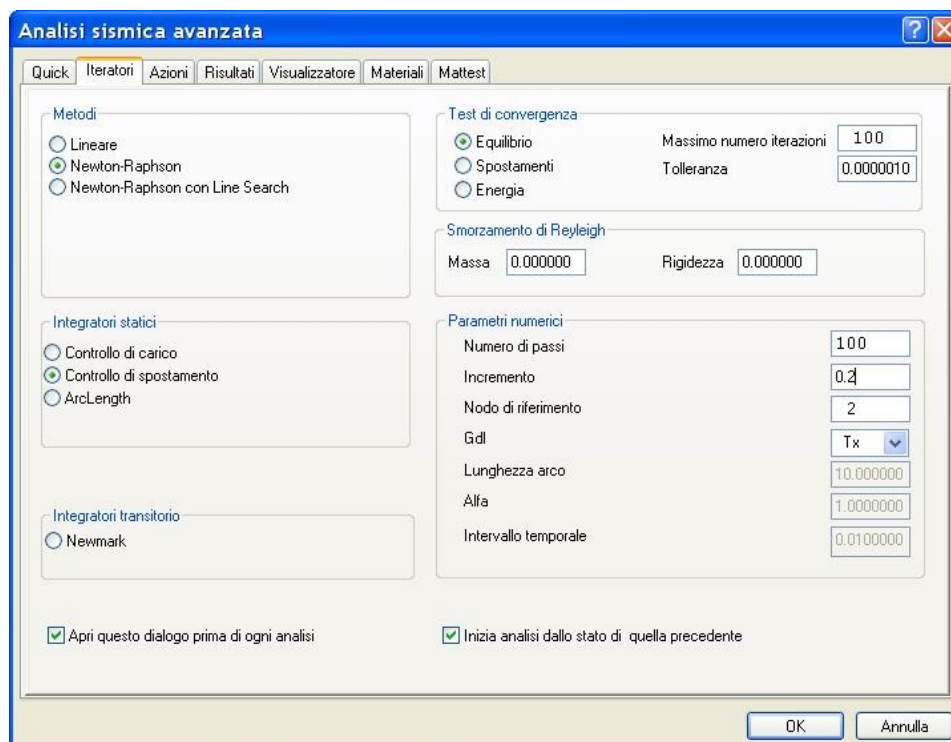 Analisi sismica avanzata
Quick Iteratori Azioni Risultati Visualizzatore Materiali Mattest
Metodi
Lineare
Newton-Raphson
Newton-Raphson con Line Search
Test di convergenza
Equilibrio
Spostamenti
Energia
Massimo numero iterazioni 100
Tolleranza 0.0000010
Smorzamento di Reyleigh
Massa 0.000000 Rigidezza 0.000000
Integratori statici
Controllo di carico
Controllo di spostamento
ArcLength
Parametri numerici
Numero di passi 100
Incremento 0.2
Nodo di riferimento 2
Gdl Tx
Lunghezza arco 10.000000
Alfa 1.0000000
Intervallo temporale 0.0100000
Integratori transitorio
Newmark
Apri questo dialogo prima di ogni analisi
Inizia analisi dallo stato di quella precedente
OK Annulla